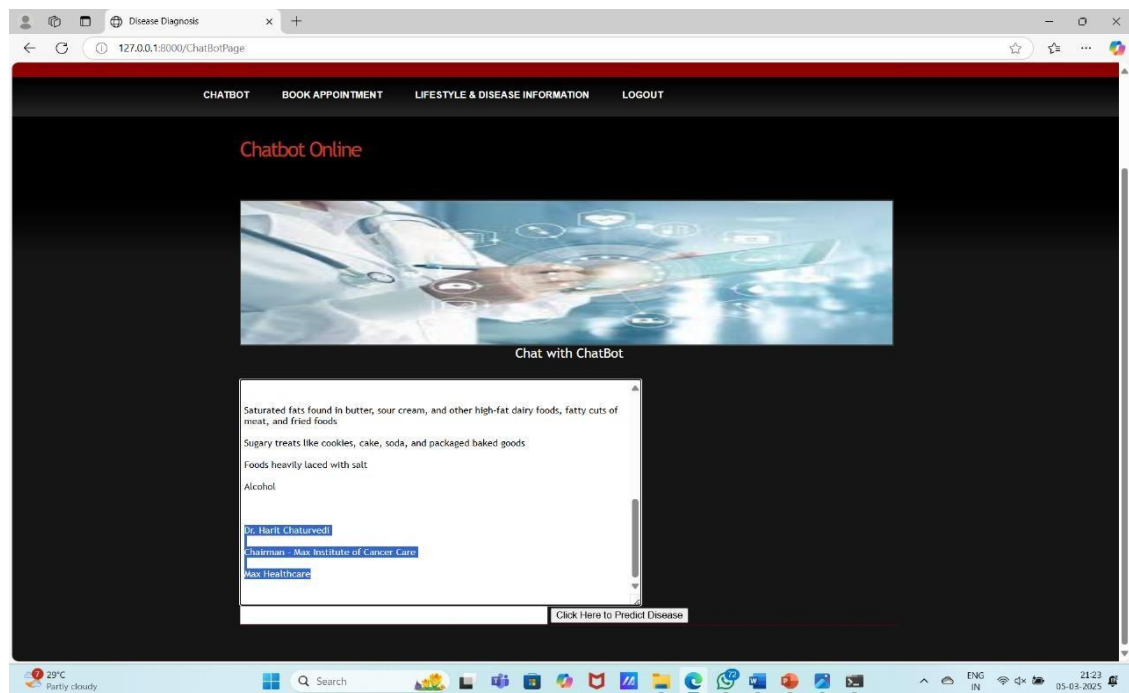 Disease Diagnosis
127.0.0.1:8000/ChatBotPage
CHATBOT BOOK APPOINTMENT LIFESTYLE & DISEASE INFORMATION LOGOUT
Chatbot Online
Chat with ChatBot
Saturated fats found in butter, sour cream, and other high-fat dairy foods, fatty cuts of
meat, and fried foods
Sugary treats like cookies, cake, soda, and packaged baked goods
Foods heavily laced with salt
Alcohol
Dr. Harit Chaturvedi
Chairman - Max Institute of Cancer Care
Max Healthcare
Click Here to Predict Disease
7 29°C
Partly cloudy
Search
ENG
IN
21:23
05-03-2025